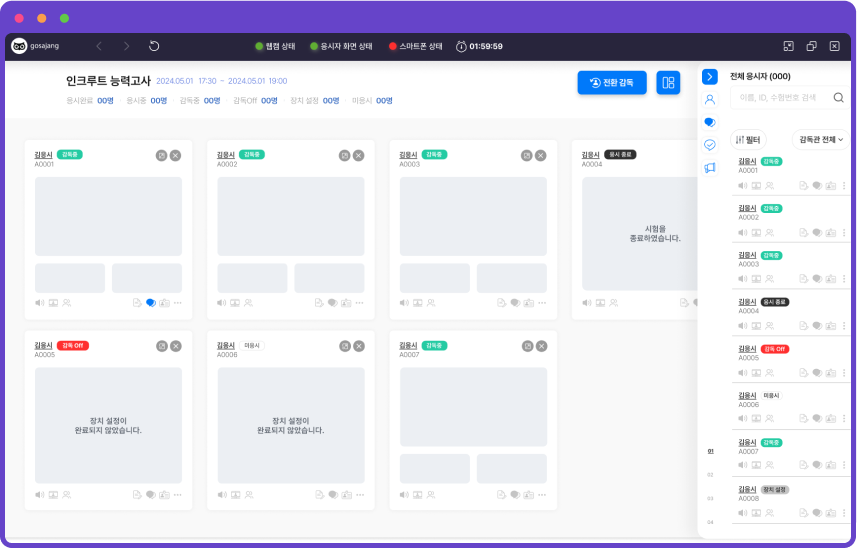 gosajang
웹캠 상태 응시자 화면 상태 스마트폰 상태 01:59:59
인크루트 능력고사 2024.05.01 17:30 ~ 2024.05.01 19:00
응시완료 00명 응시중 00명 감독중 00명 감독Off 00명 장치 설정 00명 미응시 00명
전환 감독
김응시 감독중
A0001
김응시 감독중
A0002
김응시 감독중
A0003
김응시 응시 종료
A0004
시험을
종료하였습니다.
김응시 감독 Off
A0005
장치 설정이
완료되지 않았습니다.
김응시 미응시
A0006
장치 설정이
완료되지 않았습니다.
김응시 감독중
A0007
전체 응시자 (000)
이름, ID, 수험번호 검색
필터 감독관 전체
김응시 감독중
A0001
김응시 감독중
A0002
김응시 감독중
A0003
김응시 응시 종료
A0004
김응시 감독 Off
A0005
김응시 미응시
A0006
김응시 감독중
A0007
김응시 장치 설정
A0008
01
02
03
04